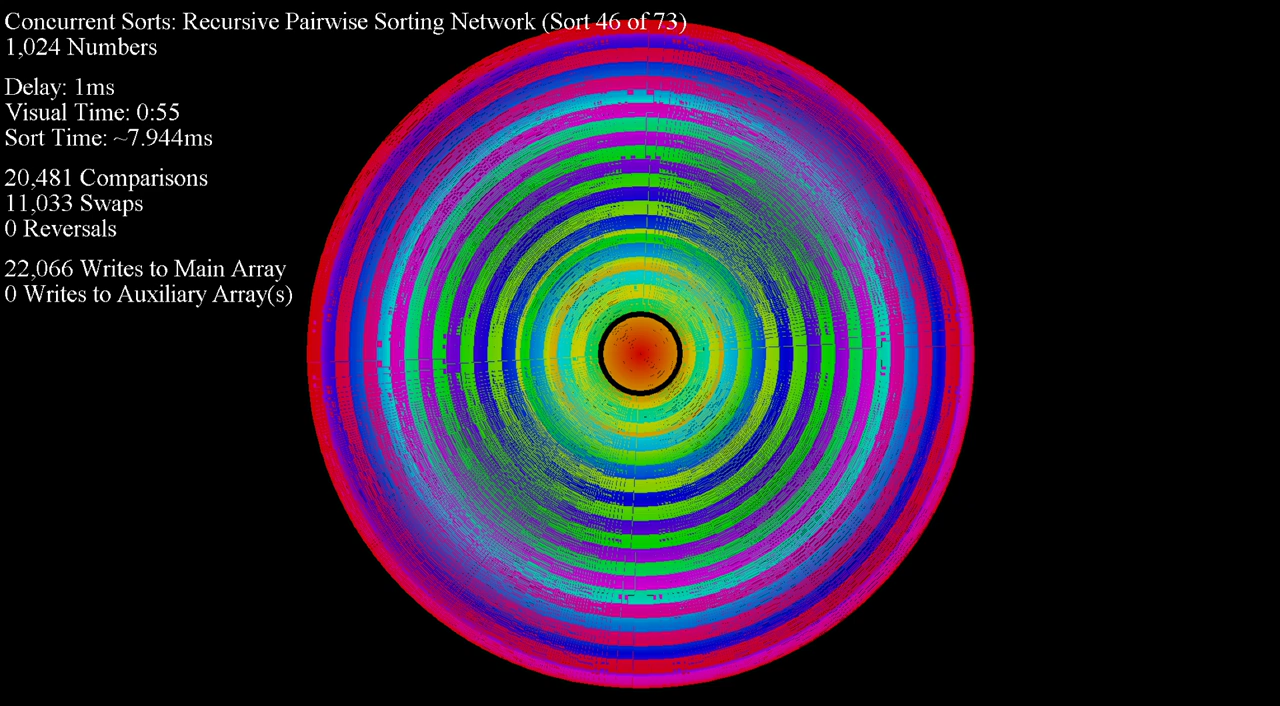 Concurrent Sorts: Recursive Pairwise Sorting Network (Sort 46 of 73)
1,024 Numbers
Delay: 1ms
Visual Time: 0:55
Sort Time: ~7.944ms
20,481 Comparisons
11,033 Swaps
0 Reversals
22,066 Writes to Main Array
0 Writes to Auxiliary Array(s)